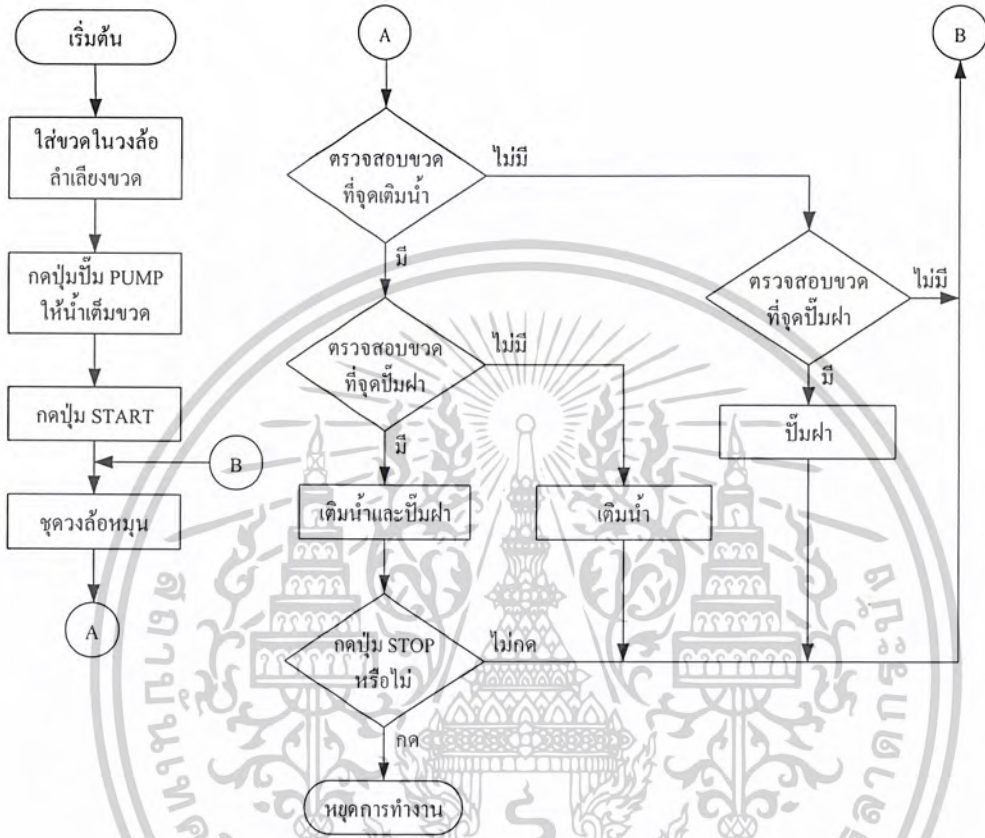 เริ่มต้น
ใส่ขวดในวงล้อ
ลำเลียงขวด
กดปุ่มปั๊ม PUMP
ให้น้ำเต็มขวด
กดปุ่ม START
B
ชุดวงล้อหมุน
A
A
ตรวจสอบขวด
ที่จุดเติมน้ำ
ไม่มี
มี
ตรวจสอบขวด
ที่จุดปั๊มฝา
ไม่มี
มี
เติมน้ำและปั๊มฝา
เติมน้ำ
กดปุ่ม STOP
หรือไม่
ไม่กด
กด
หยุดการทำงาน
B
ตรวจสอบขวด
ที่จุดปั๊มฝา
ไม่มี
มี
ปั๊มฝา